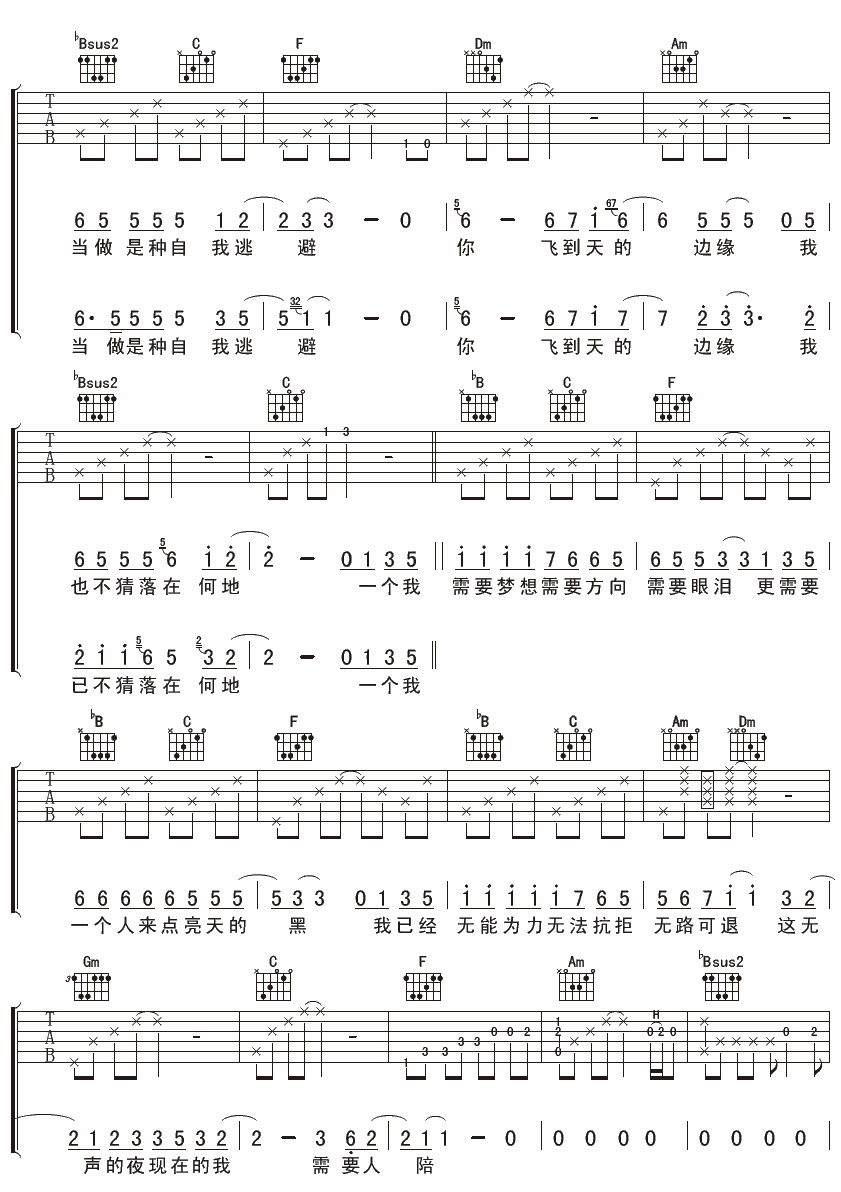 ♭Bsus2 C F Dm Am
T A B 1 0
6 5 5 5 5 1 2 | 2 3 3 - 0 | 5 6 - 6 7 i 67 6 | 6 5 5 5 0 5
当做 是种自 我逃 避 你 飞到天的 边缘 我
6· 5 5 5 5 3 5 | 5 32 1 1 - 0 | 5 6 - 6 7 i 7 | 7 2 3 3· 2
当 做是种自 我逃 避 你 飞到天的 边缘 我
♭Bsus2 C ♭B C F
T A B 1 3
6 5 5 5 5 6 i 2 | 2 - 0 1 3 5 || i i i i 7 6 6 5 | 6 5 5 3 3 1 3 5
也不猜落在 何地 一个我 需要梦想需要方向 需要眼泪 更需要
2 i i 5 6 5 2 3 2 | 2 - 0 1 3 5 ||
已不猜落在 何地 一个我
♭B C F ♭B C Am Dm
T A B
6 6 6 6 6 5 5 5 | 5 3 3 0 1 3 5 | i i i i i 7 6 5 | 5 6 7 i i 3 2
一个人来点亮天的 黑 我已经 无能为力无法抗拒 无路可退 这无
Gm C F Am ♭Bsus2
3
T A B 1 3 3 3 3 0 0 2 1 2 0 H 0 2 0 0 2
2 1 2 3 3 5 3 2 | 2 - 3 6 2 | 2 1 1 - 0 | 0 0 0 0 | 0 0 0 0
声的夜现在的我 需 要人 陪